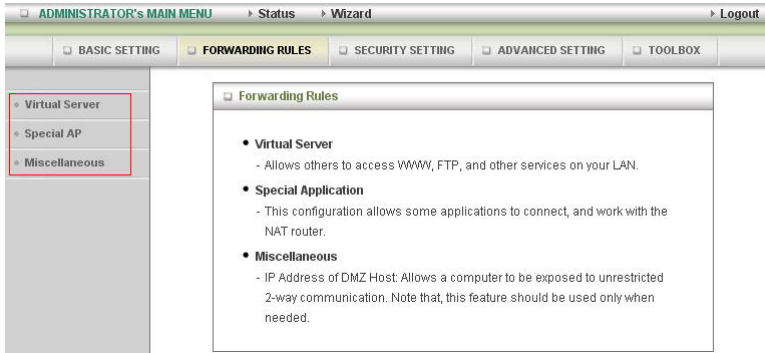 ADMINISTRATOR's MAIN MENU Status Wizard Logout
BASIC SETTING FORWARDING RULES SECURITY SETTING ADVANCED SETTING TOOLBOX
Virtual Server
Special AP
Miscellaneous
Forwarding Rules
Virtual Server
- Allows others to access WWW, FTP, and other services on your LAN.
Special Application
- This configuration allows some applications to connect, and work with the
NAT router.
Miscellaneous
- IP Address of DMZ Host: Allows a computer to be exposed to unrestricted
2-way communication. Note that, this feature should be used only when
needed.